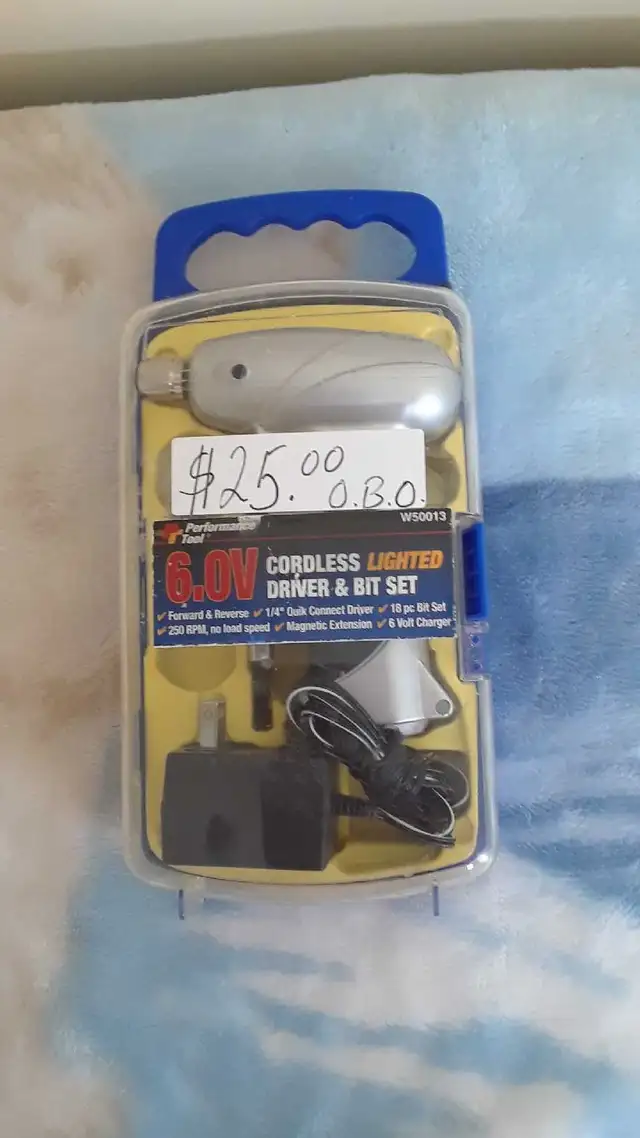 $25.00
O.B.O.
W50013
Performance
Tool
6.0V CORDLESS LIGHTED
DRIVER & BIT SET
✓ Forward & Reverse ✓ 1/4" Quik Connect Driver ✓ 18 pc Bit Set
✓ 250 RPM, no load speed ✓ Magnetic Extension ✓ 6 Volt Charger